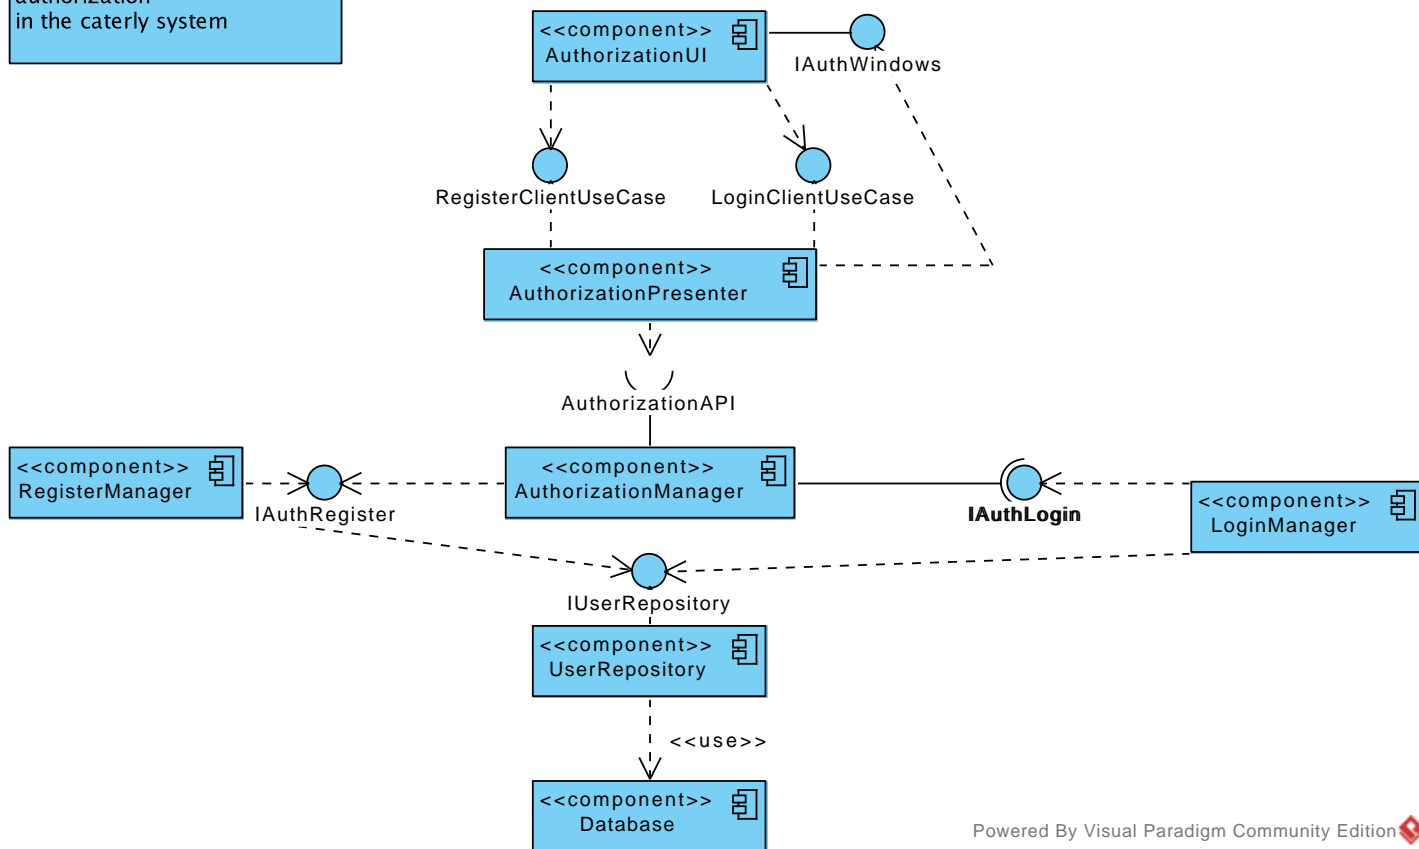 authorization
in the caterly system
<<component>>
AuthorizationUI
IAuthWindows
RegisterClientUseCase
LoginClientUseCase
<<component>>
AuthorizationPresenter
AuthorizationAPI
<<component>>
RegisterManager
IAuthRegister
<<component>>
AuthorizationManager
IAuthLogin
<<component>>
LoginManager
IUserRepository
<<component>>
UserRepository
<<use>>
<<component>>
Database
Powered By Visual Paradigm Community Edition